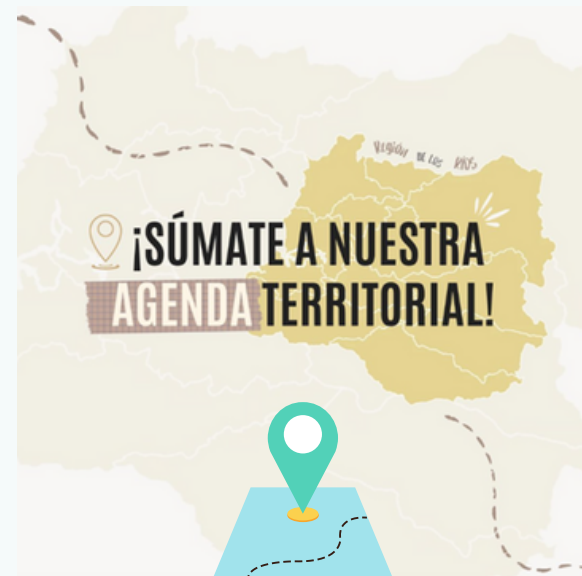 REGIÓN DE LOS RÍOS
¡SÚMATE A NUESTRA
AGENDA TERRITORIAL!